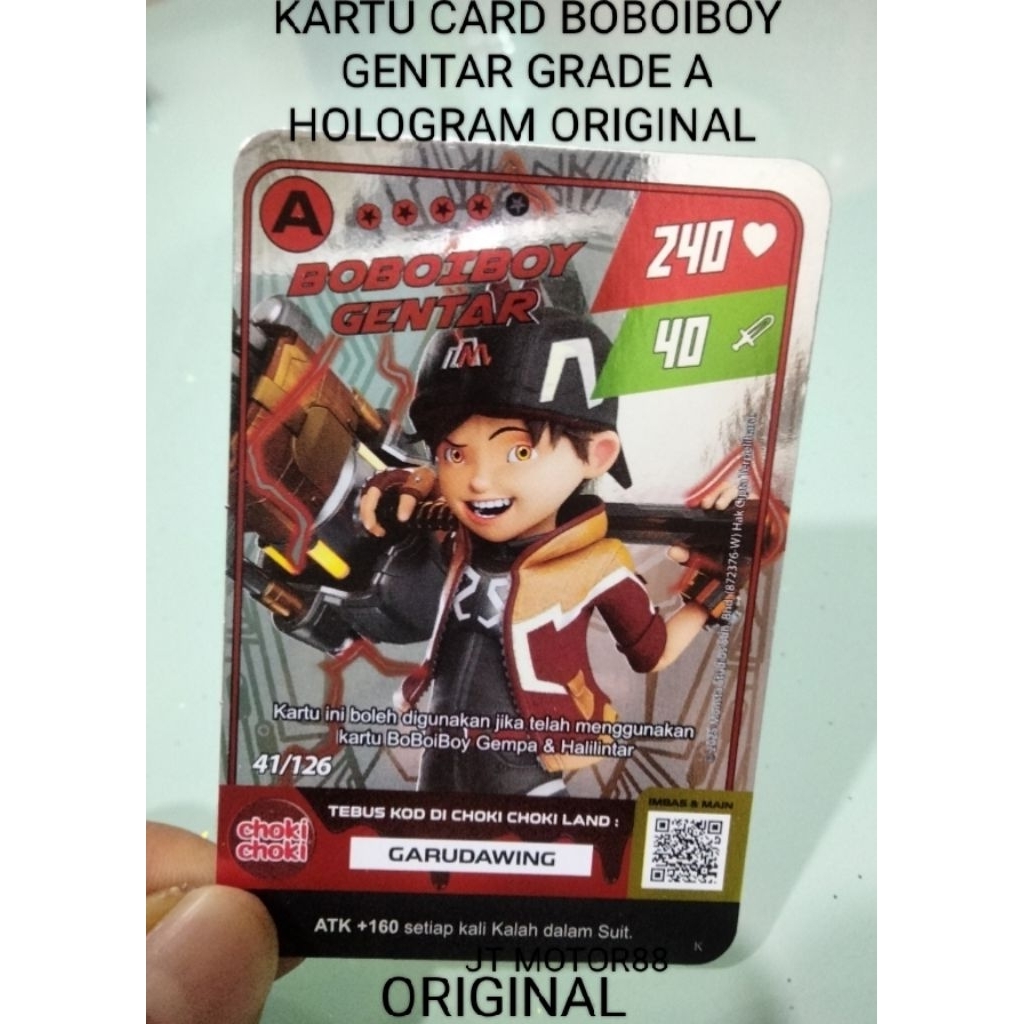 KARTU CARD BOBOIBOY
GENTAR GRADE A
HOLOGRAM ORIGINAL
A
240
BOBOIBOY
GENTAR
40
25
Kartu ini boleh digunakan jika telah menggunakan
kartu BoBoiBoy Gempa & Halilintar
41/126
choki
choki
TEBUS KOD DI CHOKI CHOKI LAND :
GARUDAWING
IMBAS & MAIN
ATK +160 setiap kali Kalah dalam Suit.
K
JT MOTOR88
ORIGINAL